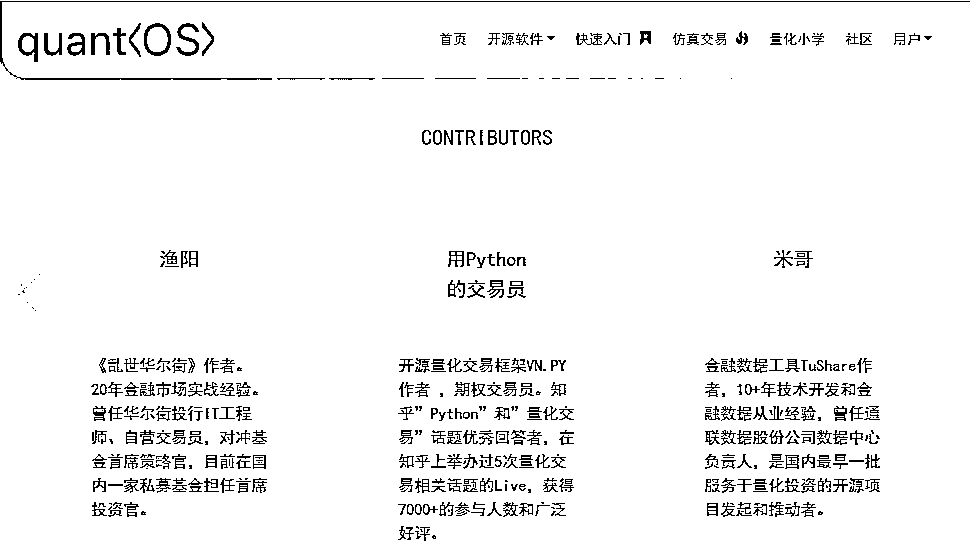 quant<OS>
首页 开源软件 快速入门 仿真交易 量化小学 社区 用户
CONTRIBUTORS
渔阳
《乱世华尔街》作者。
20年金融市场实战经验。
曾任华尔街投行IT工程
师、自营交易员，对冲基
金首席策略官，目前在国
内一家私募基金担任首席
投资官。
用Python
的交易员
开源量化交易框架VN.PY
作者 ，期权交易员。知
乎”Python”和”量化交
易”话题优秀回答者，在
知乎上举办过5次量化交
易相关话题的Live，获得
7000+的参与人数和广泛
好评。
米哥
金融数据工具TuShare作
者，10+年技术开发和金
融数据从业经验，曾任通
联数据股份公司数据中心
负责人，是国内最早一批
服务于量化投资的开源项
目发起和推动者。